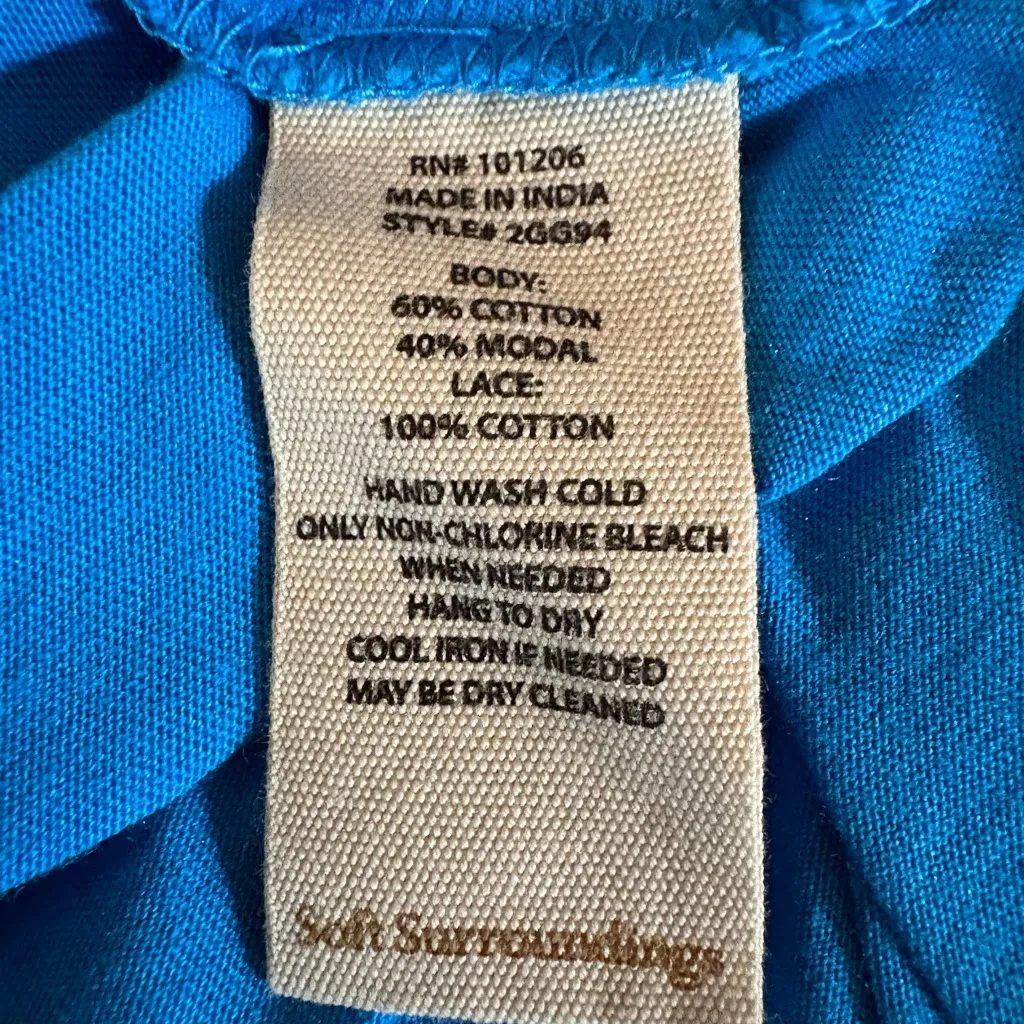 RN# 101206
MADE IN INDIA
STYLE# 2GG94
BODY:
60% COTTON
40% MODAL
LACE:
100% COTTON
HAND WASH COLD
ONLY NON-CHLORINE BLEACH
WHEN NEEDED
HANG TO DRY
COOL IRON IF NEEDED
MAY BE DRY CLEANED
Soft Surroundings